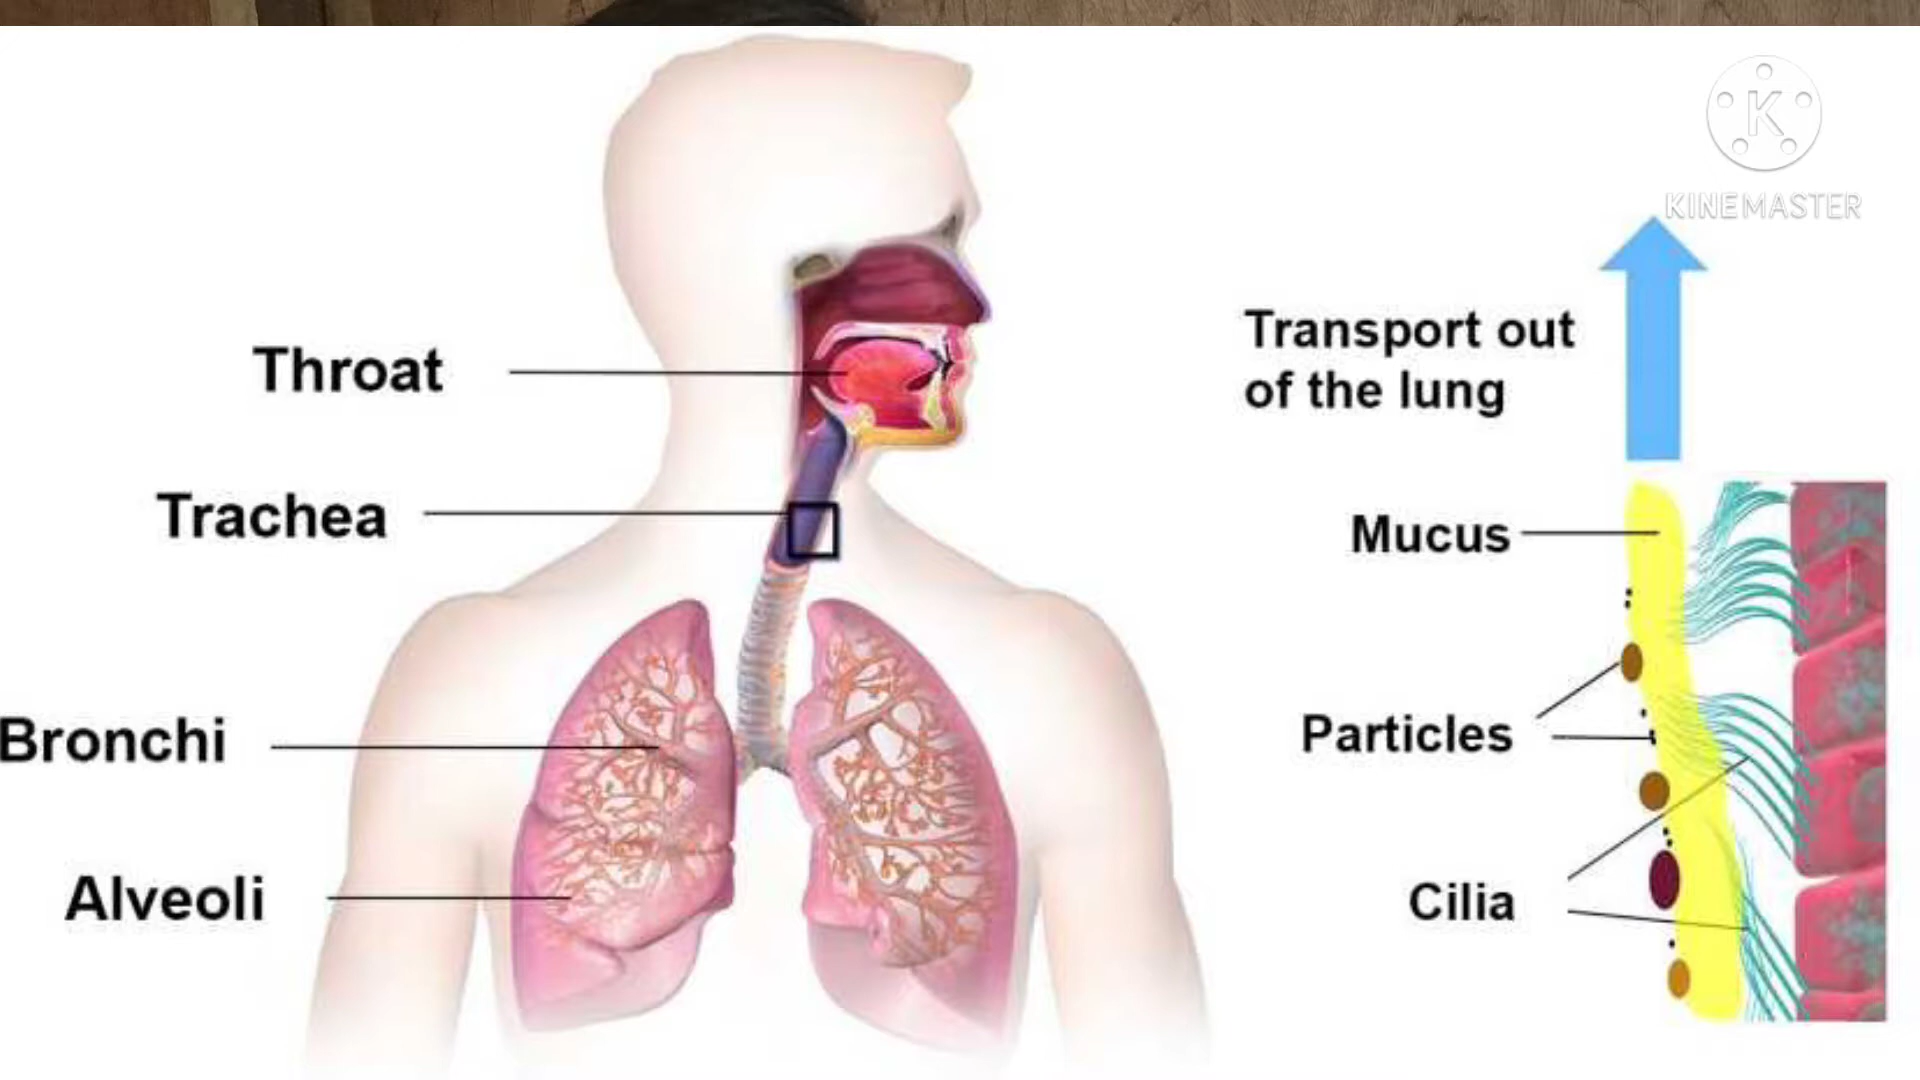 K
KINEMASTER
Throat
Transport out
of the lung
Trachea
Mucus
Bronchi
Particles
Alveoli
Cilia